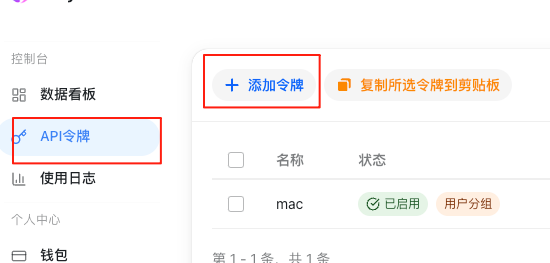 控制台
数据看板
API令牌
使用日志
个人中心
钱包
添加令牌
复制所选令牌到剪贴板
名称 状态
mac 已启用 用户分组
第 1 - 1 条，共 1 条